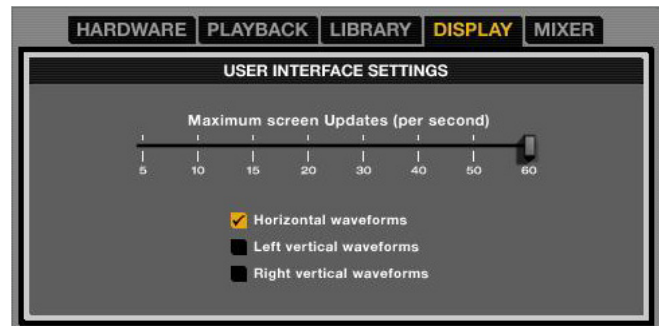 HARDWARE PLAYBACK LIBRARY DISPLAY MIXER
USER INTERFACE SETTINGS
Maximum screen Updates (per second)
5 10 15 20 30 40 50 60
Horizontal waveforms
Left vertical waveforms
Right vertical waveforms